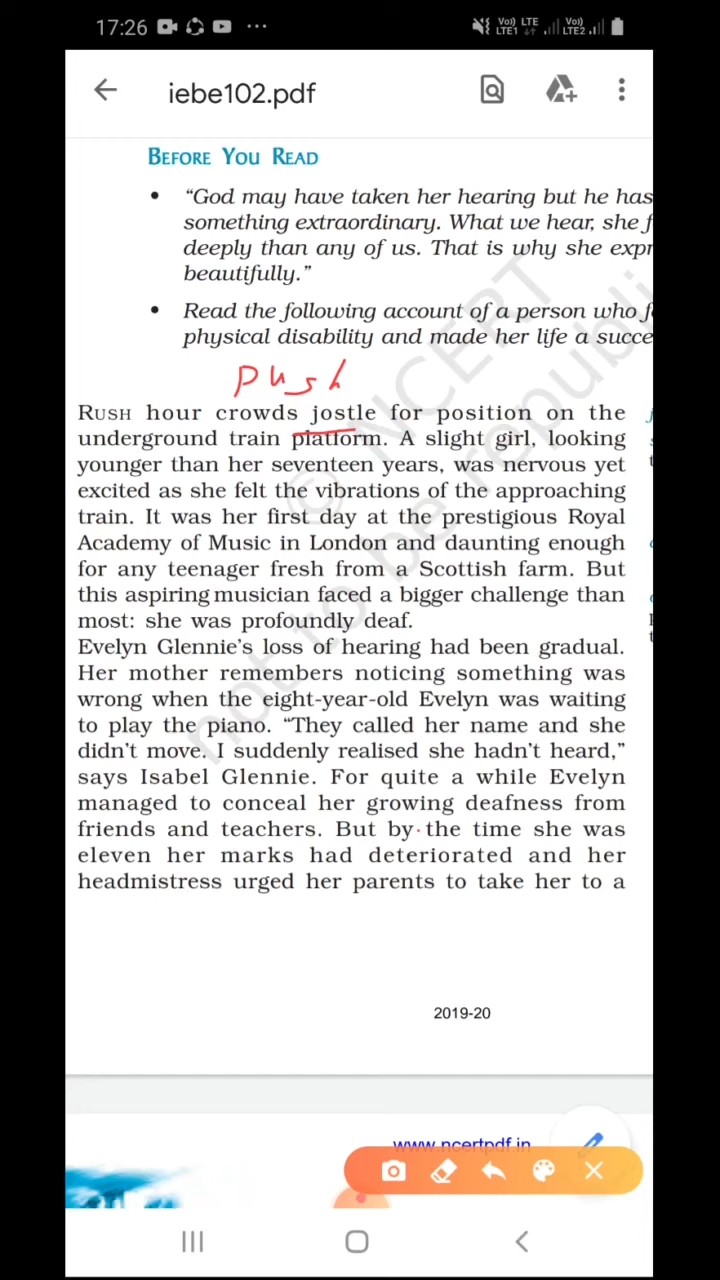 17:26 ... Vo) LTE LTE1 Vo) LTE2
iebe102.pdf
BEFORE YOU READ
• “God may have taken her hearing but he has
something extraordinary. What we hear, she f
deeply than any of us. That is why she expr
beautifully.”
• Read the following account of a person who f
physical disability and made her life a succe
push
RUSH hour crowds jostle for position on the
underground train platform. A slight girl, looking
younger than her seventeen years, was nervous yet
excited as she felt the vibrations of the approaching
train. It was her first day at the prestigious Royal
Academy of Music in London and daunting enough
for any teenager fresh from a Scottish farm. But
this aspiring musician faced a bigger challenge than
most: she was profoundly deaf.
Evelyn Glennie’s loss of hearing had been gradual.
Her mother remembers noticing something was
wrong when the eight-year-old Evelyn was waiting
to play the piano. “They called her name and she
didn’t move. I suddenly realised she hadn’t heard,”
says Isabel Glennie. For quite a while Evelyn
managed to conceal her growing deafness from
friends and teachers. But by the time she was
eleven her marks had deteriorated and her
headmistress urged her parents to take her to a
© NCERT
not to be republi
2019-20
www.ncertpdf.in